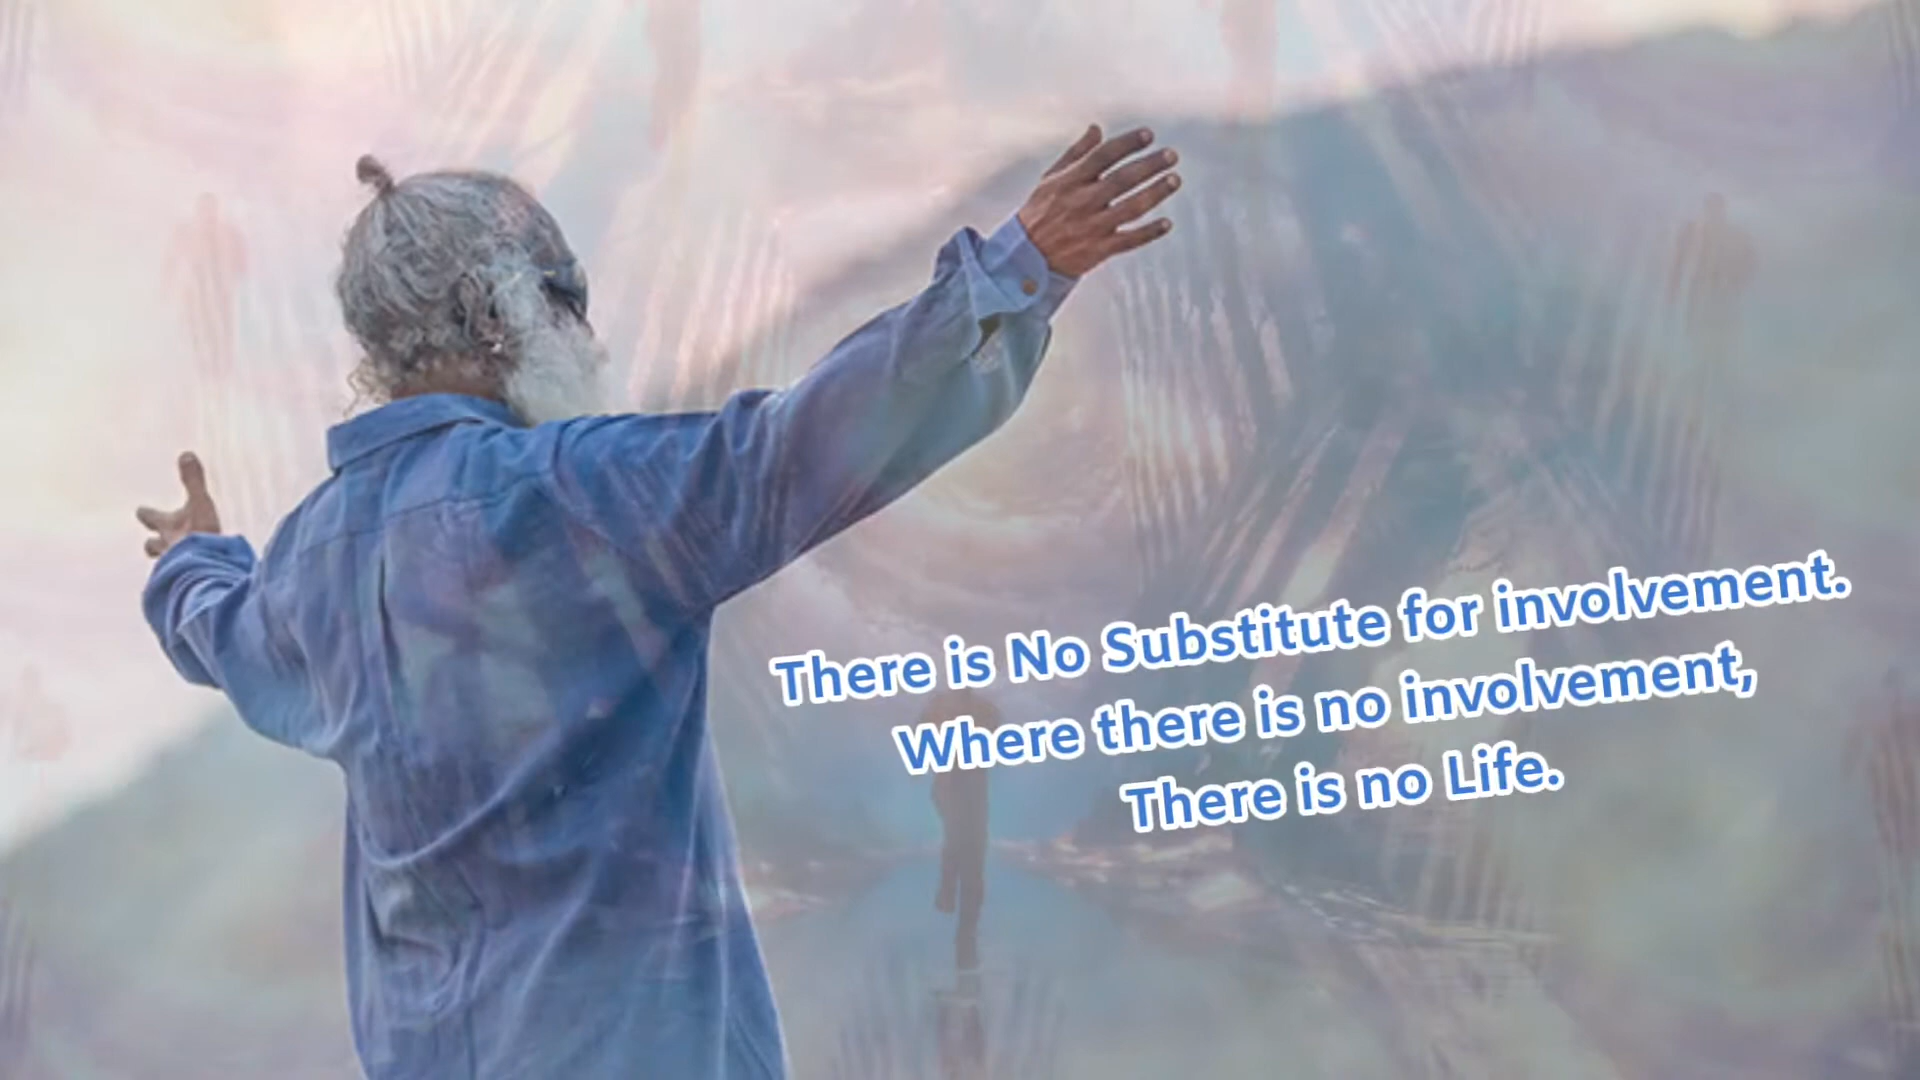 There is No Substitute for involvement.
Where there is no involvement,
There is no Life.